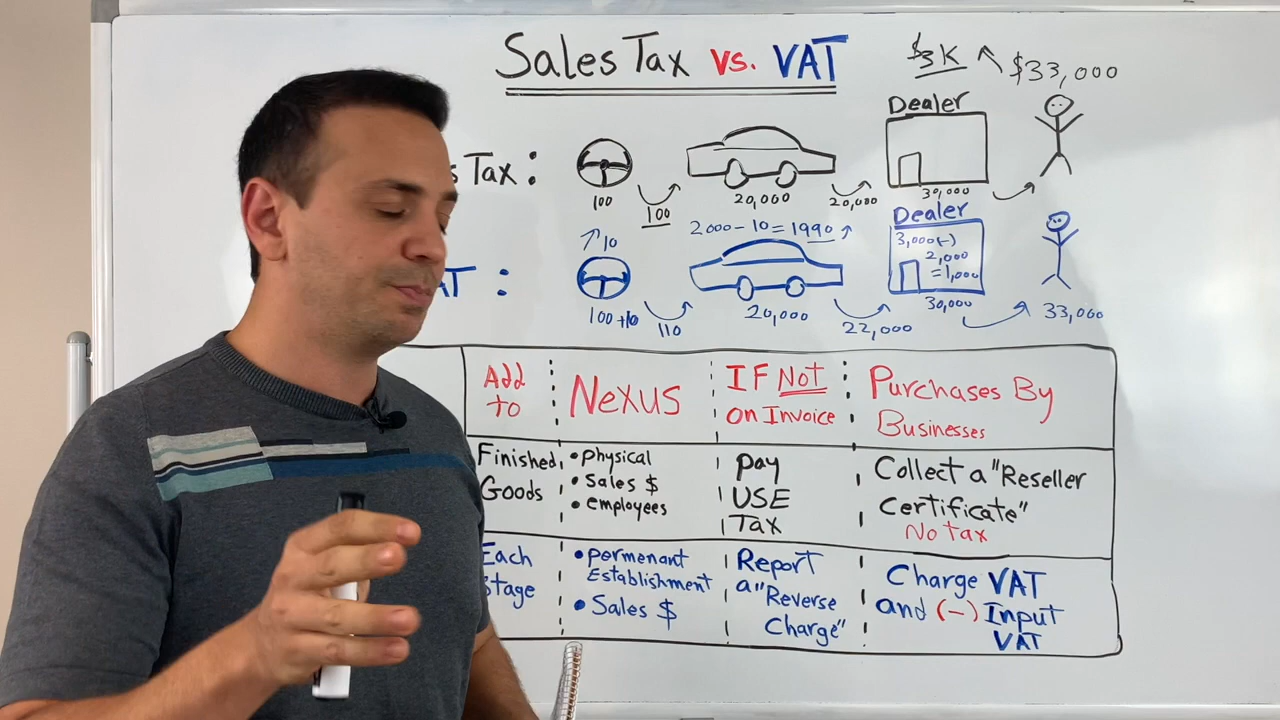 Sales Tax vs. VAT
$3K
$33,000
Dealer
s Tax :
100
100
20,000
20,000
30,000
Dealer
10
2000 - 10 = 1990
3,000 (-)
2,000
= 1,000
AT :
100 +10
110
20,000
22,000
30,000
33,000
Add
to
Nexus
IF Not
on Invoice
Purchases By
Businesses
Finished
Goods
• Physical
• Sales $
• employees
Pay
USE
Tax
Collect a "Reseller
Certificate"
No tax
Each
Stage
• permenant
Establishment
• Sales $
Report
a "Reverse
Charge"
Charge VAT
and (-) Input
VAT